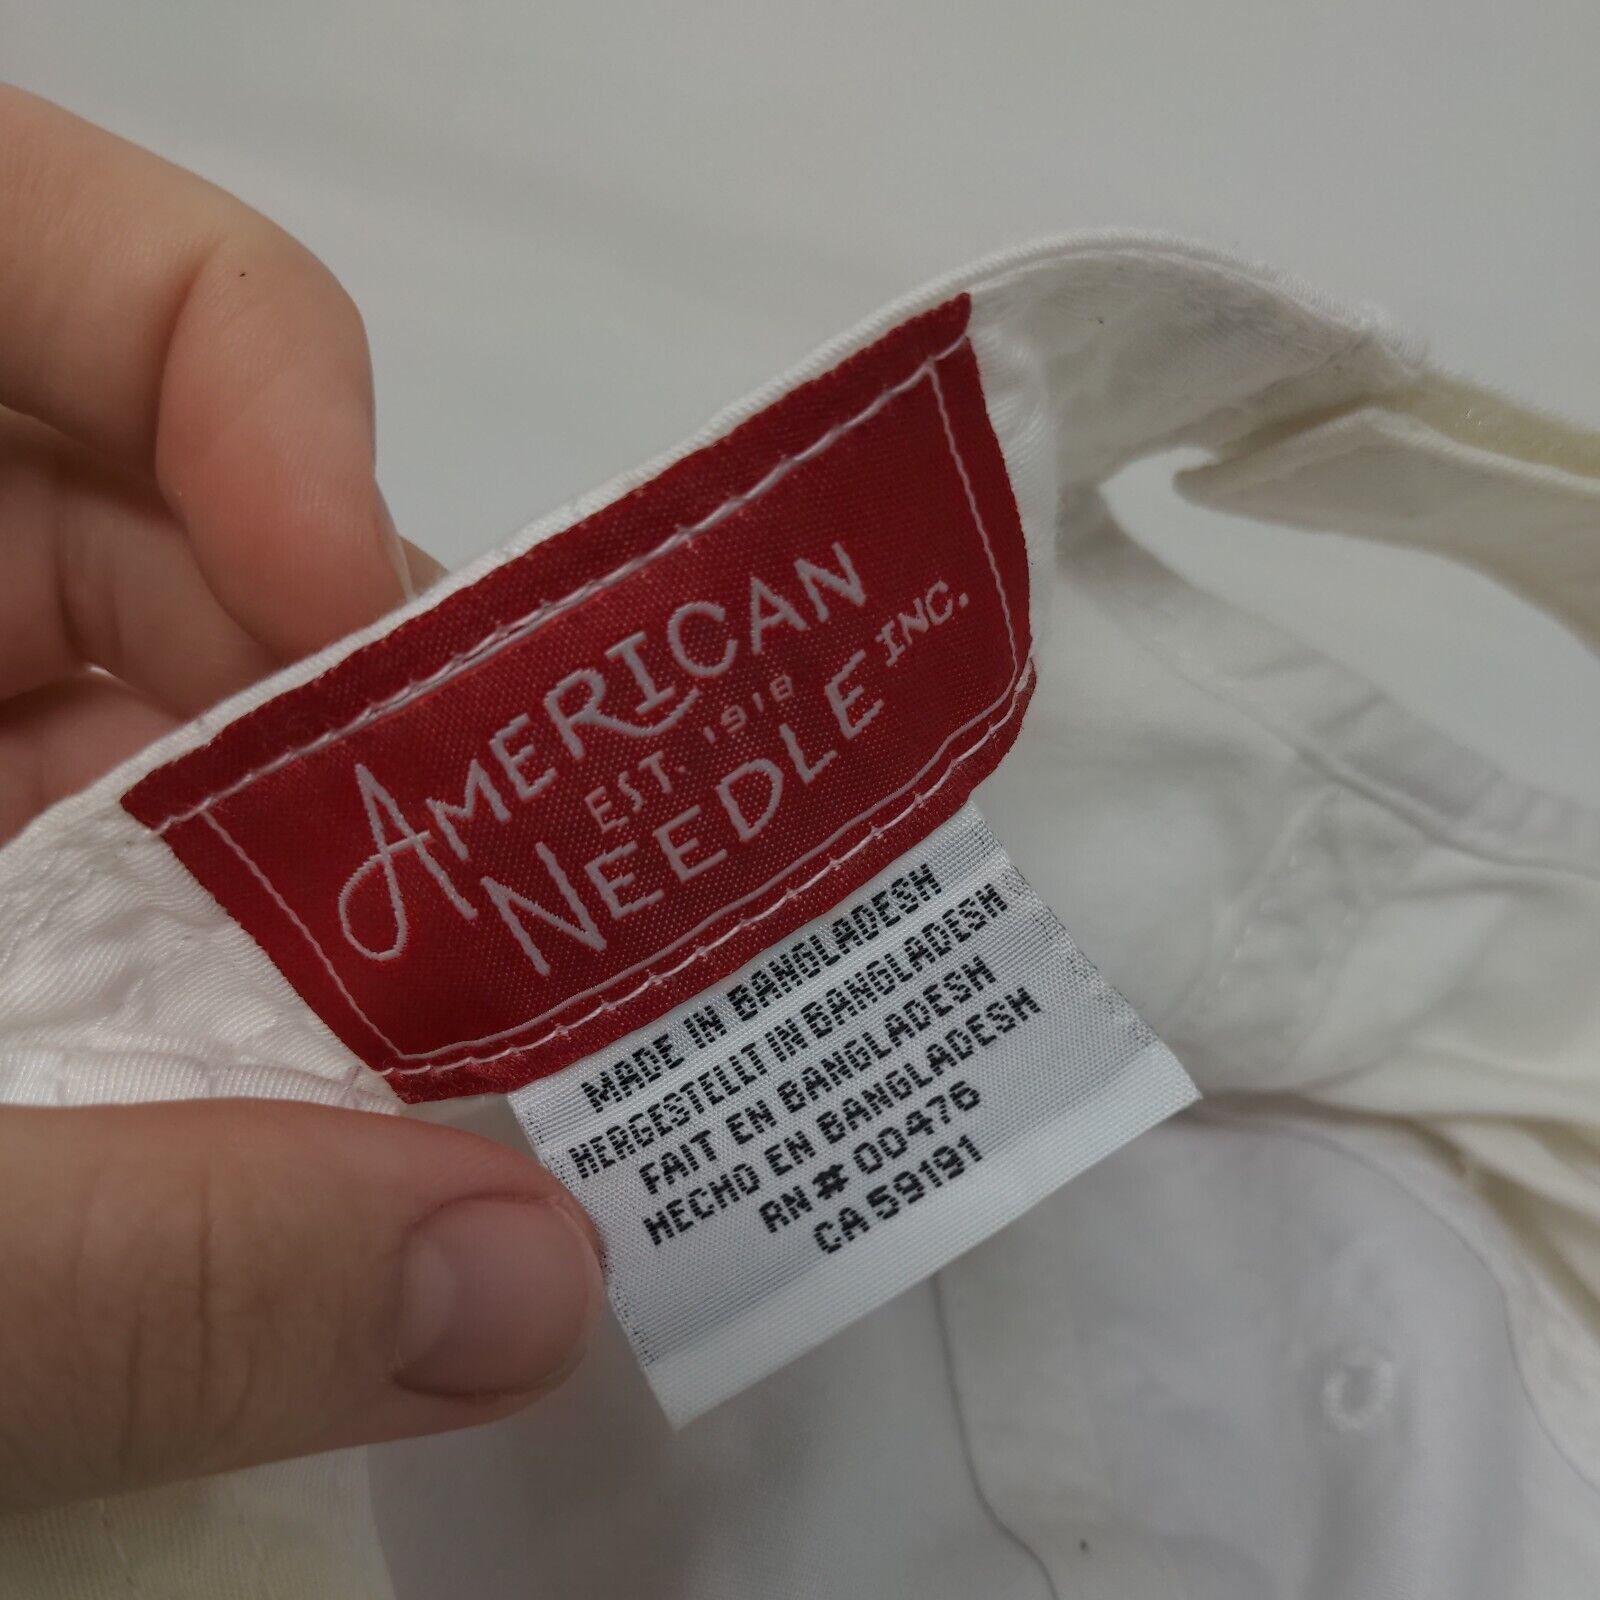 AMERICAN
EST. 1918
NEEDLE INC.
MADE IN BANGLADESH
HERGESTELLT IN BANGLADESH
FAIT EN BANGLADESH
HECHO EN BANGLADESH
RN# 00476
CA 59191